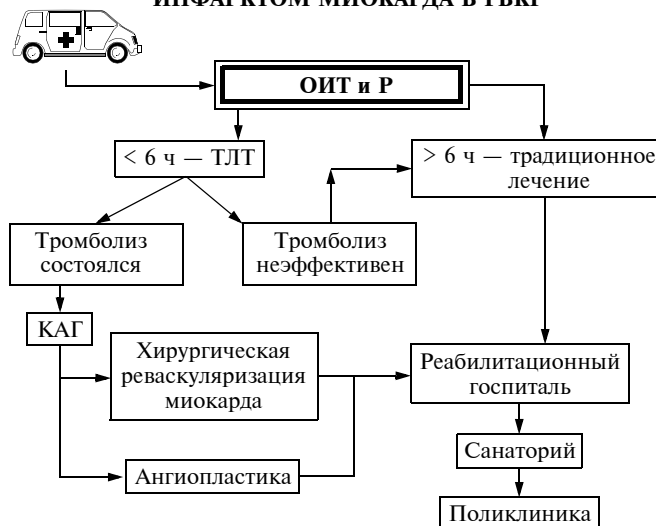 ИНФАРКТОМ МИОКАРДА В ГВКГ
ОИТ и Р
< 6 ч — ТЛТ
> 6 ч — традиционное
лечение
Тромболиз
состоялся
Тромболиз
неэффективен
КАГ
Хирургическая
реваскуляризация
миокарда
Реабилитационный
госпиталь
Ангиопластика
Санаторий
Поликлиника